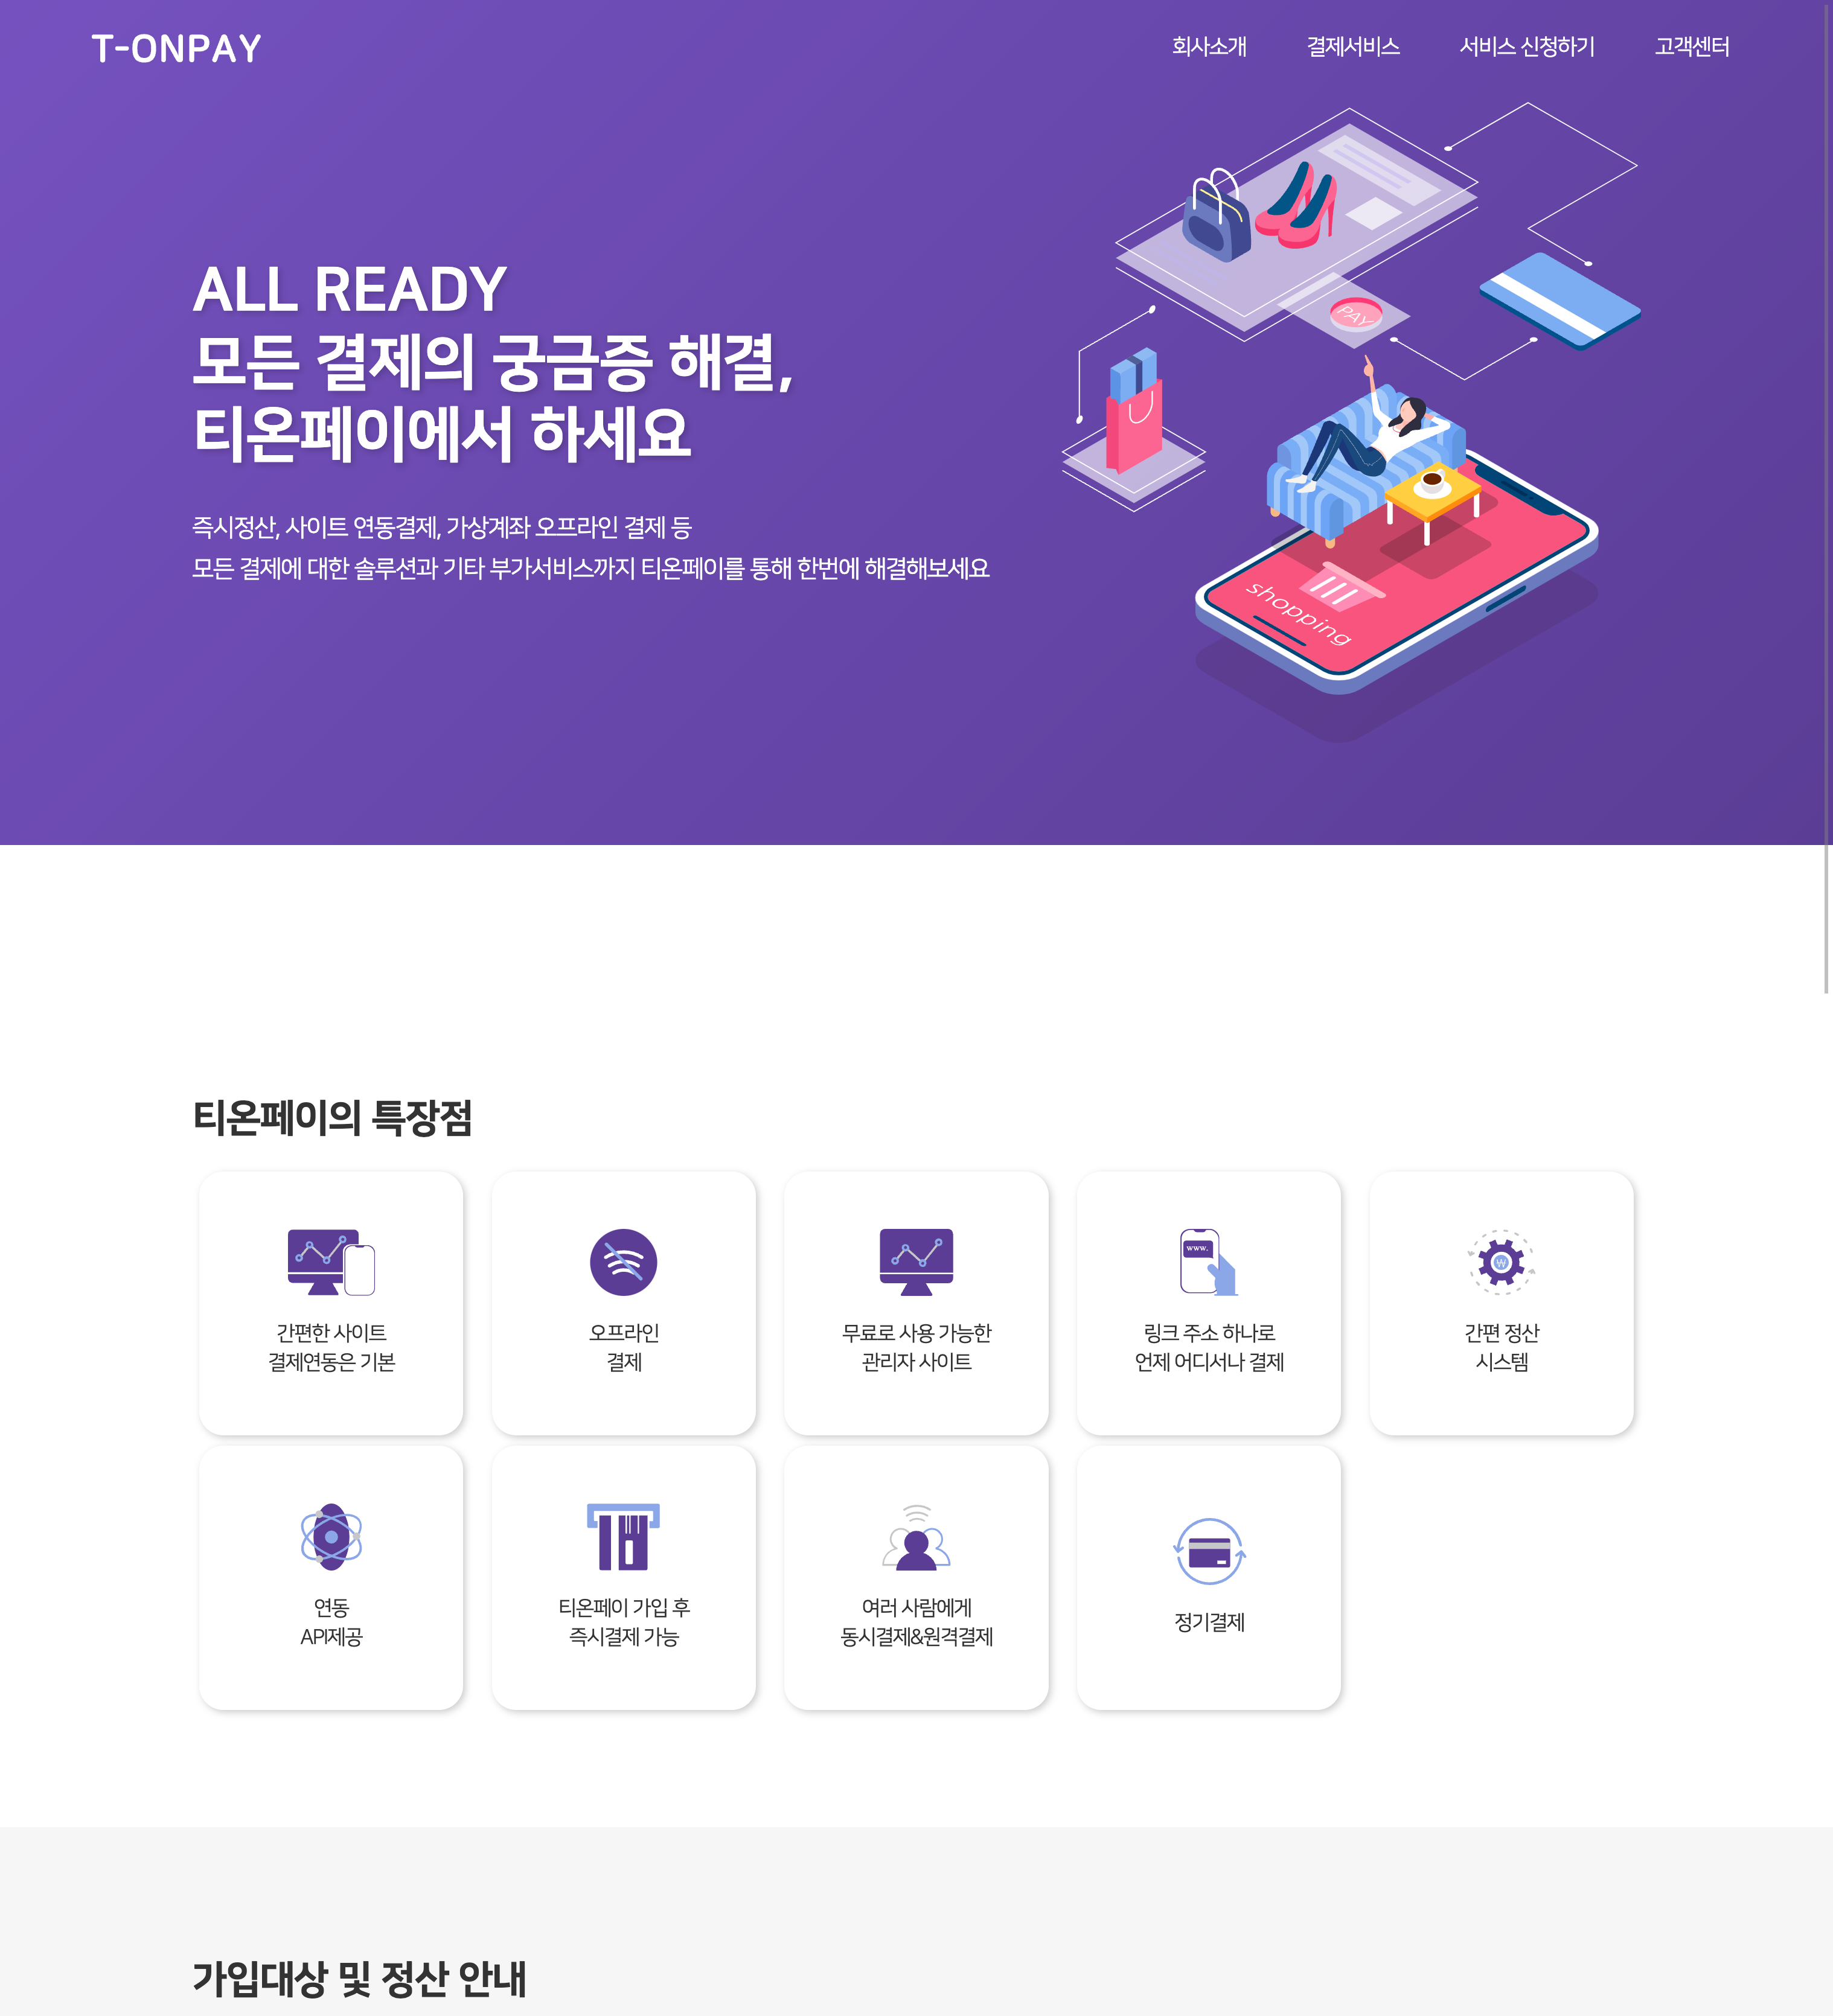 T-ONPAY
회사소개
결제서비스
서비스 신청하기
고객센터
ALL READY
모든 결제의 궁금증 해결,
티온페이에서 하세요
즉시정산, 사이트 연동결제, 가상계좌 오프라인 결제 등
모든 결제에 대한 솔루션과 기타 부가서비스까지 티온페이를 통해 한번에 해결해보세요
PAY
shopping
티온페이의 특장점
www.
W
간편한 사이트
결제연동은 기본
오프라인
결제
무료로 사용 가능한
관리자 사이트
링크 주소 하나로
언제 어디서나 결제
간편 정산
시스템
연동
API제공
티온페이 가입 후
즉시결제 가능
여러 사람에게
동시결제&원격결제
정기결제
가입대상 및 정산 안내